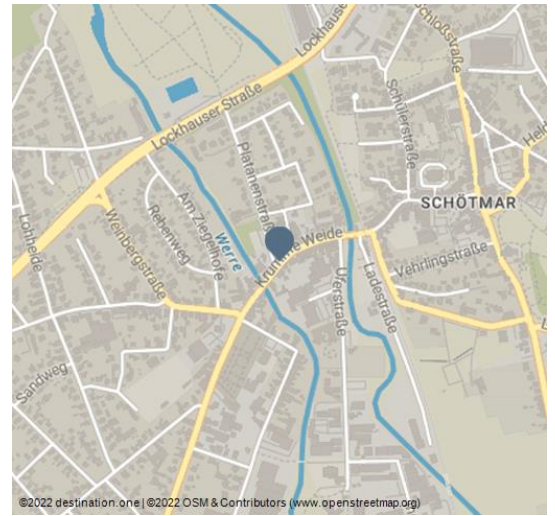 Schloßstraße
Lockhauser
Lockhauser Straße
Schülerstraße
Platanenstraße
SCHÖTMAR
Lohheide
Weinbergstraße
Rebenweg
Am Ziegelhofe
Werre
Krumme Weide
Vehrlingstraße
Uferstraße
Ladestraße
Sandweg
©2022 destination.one | ©2022 OSM & Contributors (www.openstreetmap.org)